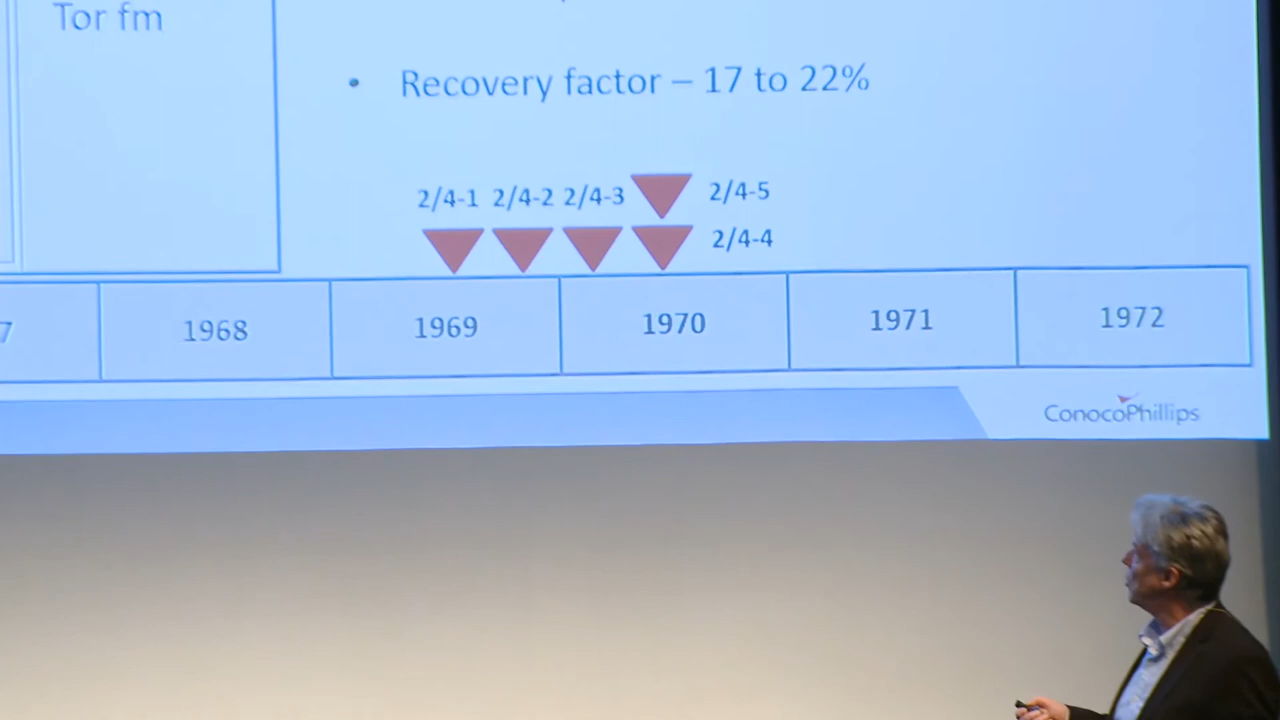 Tor fm
• Recovery factor – 17 to 22%
2/4-1 2/4-2 2/4-3 2/4-5
2/4-4
7 1968 1969 1970 1971 1972
ConocoPhillips